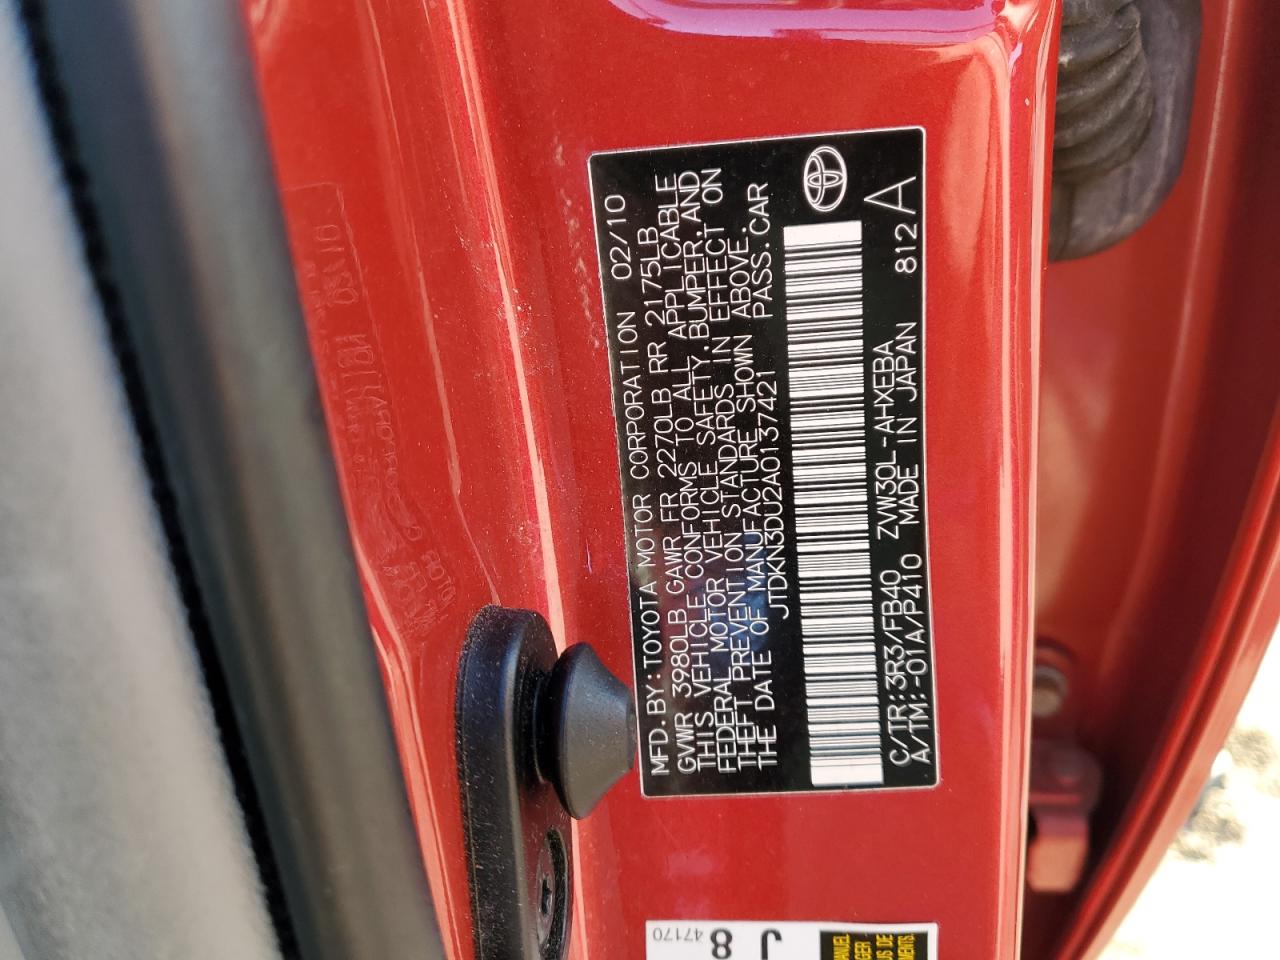 MFD.BY:TOYOTA MOTOR CORPORATION 02/10
GVWR 3980LB GAWR FR 2270LB RR 2175LB
THIS VEHICLE CONFORMS TO ALL APPLICABLE
FEDERAL MOTOR VEHICLE SAFETY,BUMPER,AND
THEFT PREVENTION STANDARDS IN EFFECT ON
THE DATE OF MANUFACTURE SHOWN ABOVE.
JTDKN3DU2A0137421 PASS.CAR
C/TR:3R3/FB40 ZVW30L-AHXEBA 812A
A/TM:-01A/P410 MADE IN JAPAN
47170
J
8